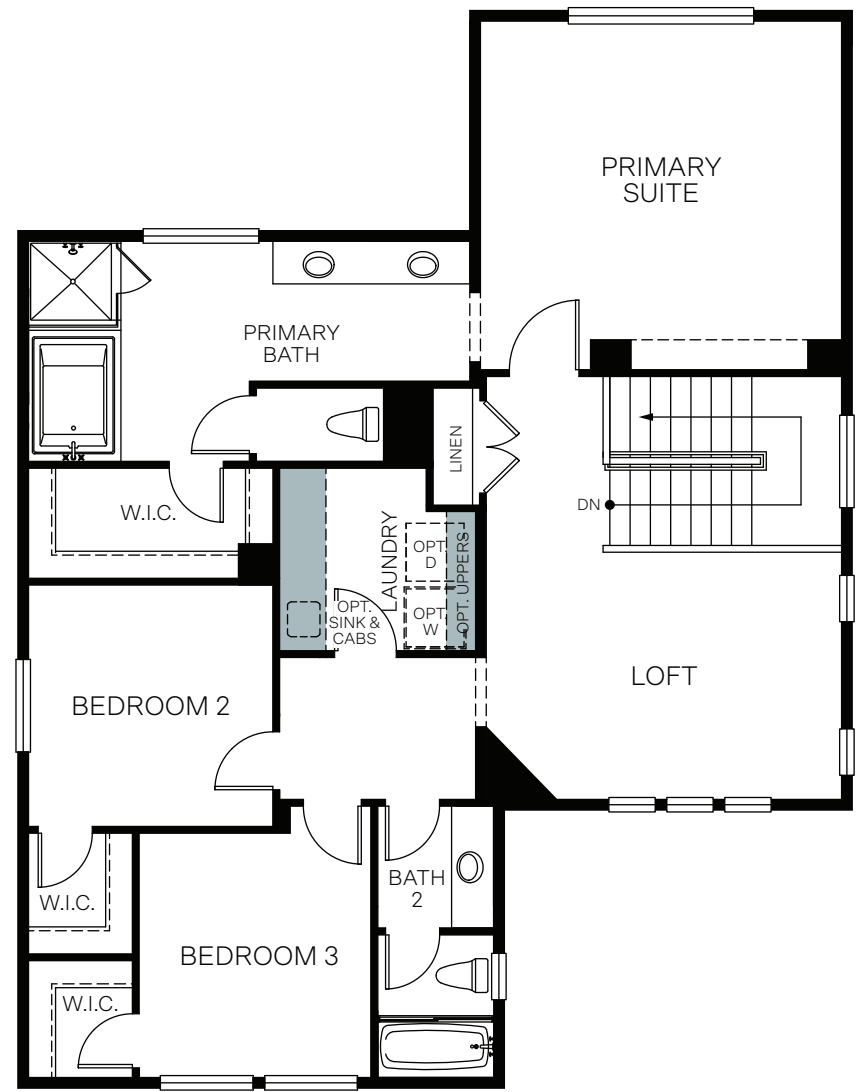 PRIMARY
SUITE
PRIMARY
BATH
LINEN
W.I.C.
DN
LAUNDRY
OPT.
D
OPT. UPPERS
OPT.
W
OPT.
SINK &
CABS
LOFT
BEDROOM 2
BATH
2
W.I.C.
BEDROOM 3
W.I.C.